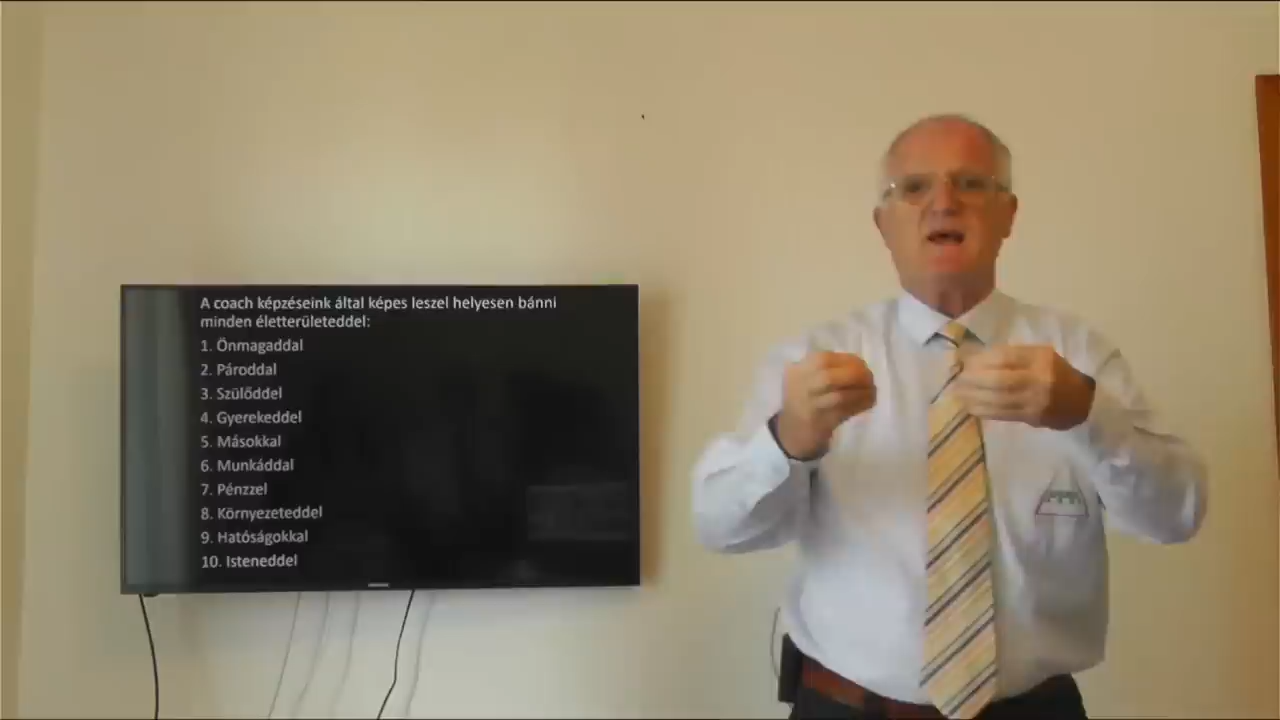 A coach képzéseink által képes leszel helyesen bánni
minden életterületeddel:
1. Önmagaddal
2. Pároddal
3. Szülőddel
4. Gyerekeddel
5. Másokkal
6. Munkáddal
7. Pénzzel
8. Környezeteddel
9. Hatóságokkal
10. Isteneddel